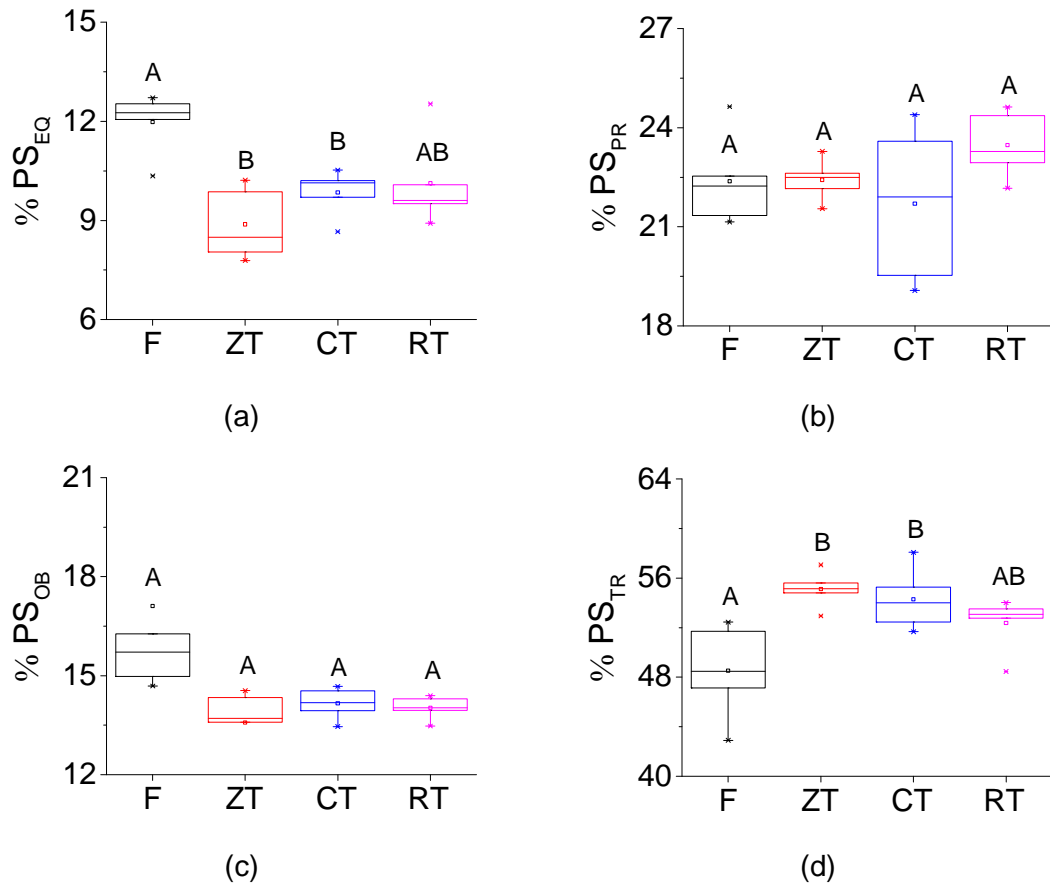 % PS_EQ
15
12
9
6
A
B
B
AB
F ZT CT RT
(a)
% PS_PR
27
24
21
18
A
A
A
A
F ZT CT RT
(b)
% PS_OB
21
18
15
12
A
A
A
A
F ZT CT RT
(c)
% PS_TR
64
56
48
40
A
B
B
AB
F ZT CT RT
(d)